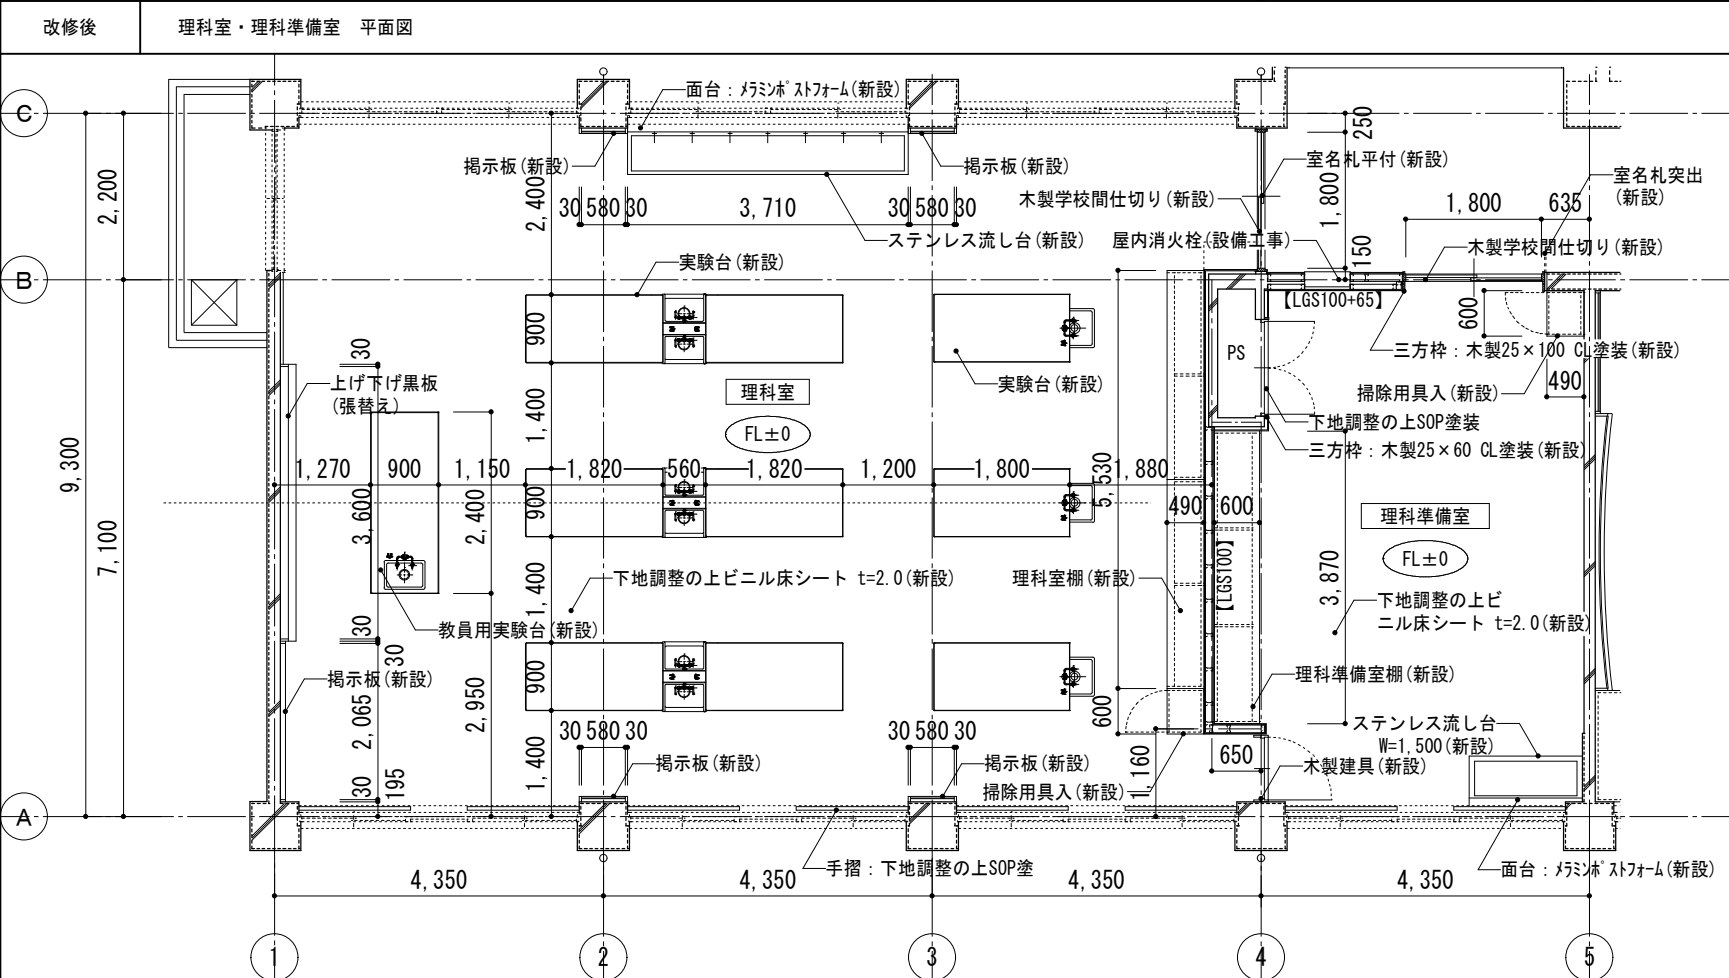 改修後
理科室・理科準備室 平面図
C
面台：メラミンポストフォーム(新設)
250
掲示板(新設)
掲示板(新設)
室名札平付(新設)
室名札突出
(新設)
2,200
2,400
木製学校間仕切り(新設)
1,800
30 580 30
3,710
30 580 30
1,800
635
ステンレス流し台(新設)
屋内消火栓(設備工事)
木製学校間仕切り(新設)
150
実験台(新設)
B
【LGS100+65】
600
900
PS
30
三方枠：木製25×100 CL塗装(新設)
上げ下げ黒板
(張替え)
理科室
実験台(新設)
掃除用具入(新設)
490
1,400
FL±0
下地調整の上SOP塗装
三方枠：木製25×60 CL塗装(新設)
9,300
1,270
900
1,150
1,820
560
1,820
1,200
1,800
1,880
5,530
3,600
2,400
900
490
600
理科準備室
7,100
FL±0
【LGS100】
下地調整の上ビニル床シート t=2.0(新設)
理科室棚(新設)
1,400
3,870
下地調整の上ビ
ニル床シート t=2.0(新設)
30
教員用実験台(新設)
30
掲示板(新設)
900
理科準備室棚(新設)
2,065
2,950
600
30 580 30
30 580 30
ステンレス流し台
W=1,500(新設)
1,400
掲示板(新設)
掲示板(新設)
1,160
650
木製建具(新設)
30
195
掃除用具入(新設)
A
手摺：下地調整の上SOP塗
面台：メラミンポストフォーム(新設)
4,350
4,350
4,350
4,350
1
2
3
4
5